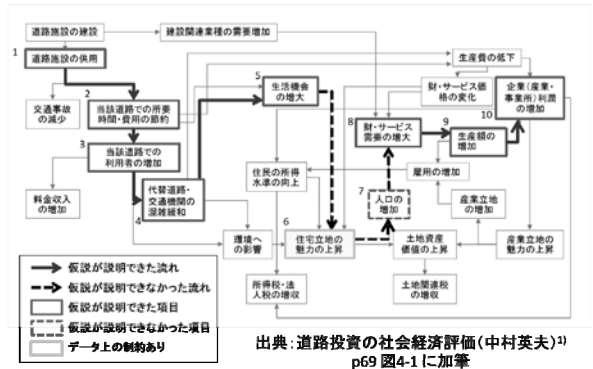 道路施設の建設
建設関連業種の需要増加
1
道路施設の供用
生産費の低下
2
5
交通事故
の減少
当該道路での所要
時間・費用の節約
生活機会
の増大
財・サービス価
格の変化
企業(産業・
事業所)利潤
の増加
10
8
財・サービス
需要の増大
9
生産額の
増加
3
当該道路での
利用者の増加
住民の所得
水準の向上
雇用の増加
7
料金収入
の増加
代替道路・
交通機関の
混雑緩和
4
人口の
増加
産業立地
の増加
6
環境へ
の影響
住宅立地の
魅力の上昇
土地資産
価値の上昇
産業立地の
魅力の上昇
所得税・法
人税の増収
土地関連税
の増収
仮説が説明できた流れ
仮説が説明できなかった流れ
仮説が説明できた項目
仮説が説明できなかった項目
データ上の制約あり
出典:道路投資の社会経済評価(中村英夫)1)
p69 図4-1 に加筆